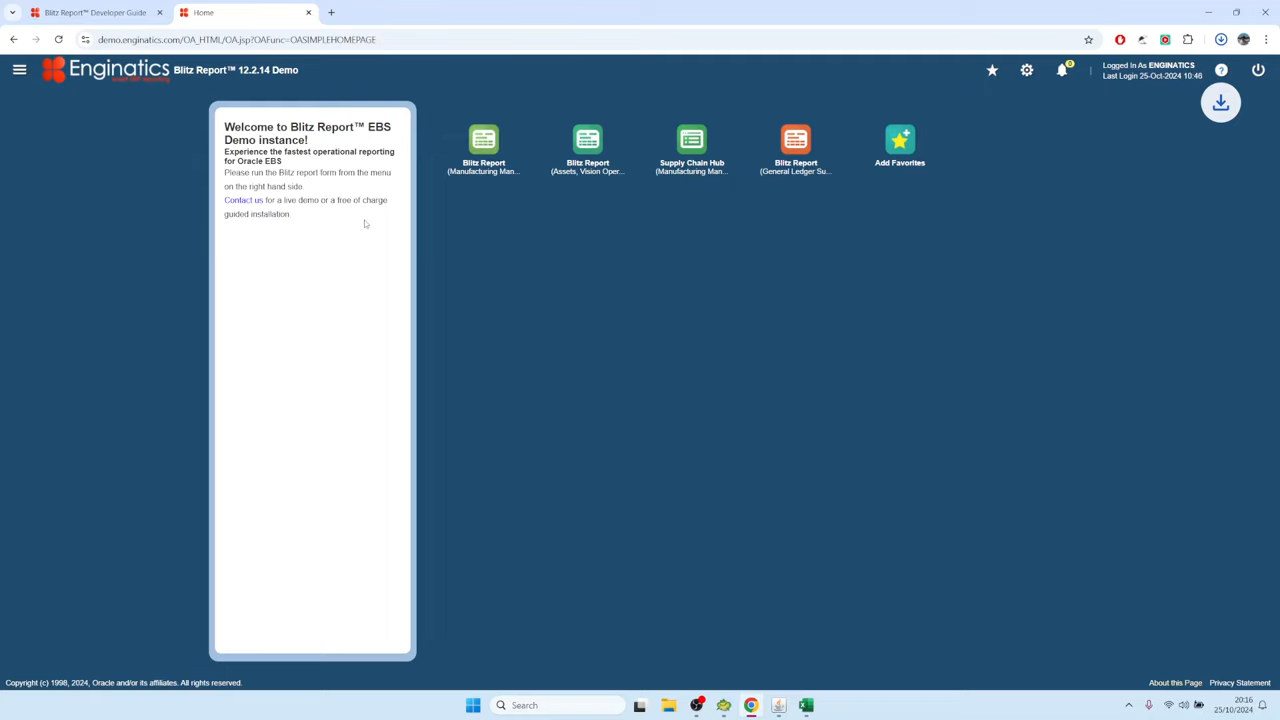 Blitz Report™ Developer Guide
Home
demo.enginatics.com/OA_HTML/OA.jsp?OAFunc=OASIMPLEHOMEPAGE
Enginatics
Blitz Report™ 12.2.14 Demo
Logged In As ENGINATICS
Last Login 25-Oct-2024 10:46
Welcome to Blitz Report™ EBS
Demo instance!
Experience the fastest operational reporting
for Oracle EBS
Please run the Blitz report form from the menu
on the right hand side.
Contact us for a live demo or a free of charge
guided installation
Blitz Report
(Manufacturing Man...
Blitz Report
(Assets, Vision Oper...
Supply Chain Hub
(Manufacturing Man...
Blitz Report
(General Ledger Su...
Add Favorites
Copyright (c) 1998, 2024, Oracle and/or its affiliates. All rights reserved.
About this Page
Privacy Statement
Search
20:16
25/10/2024